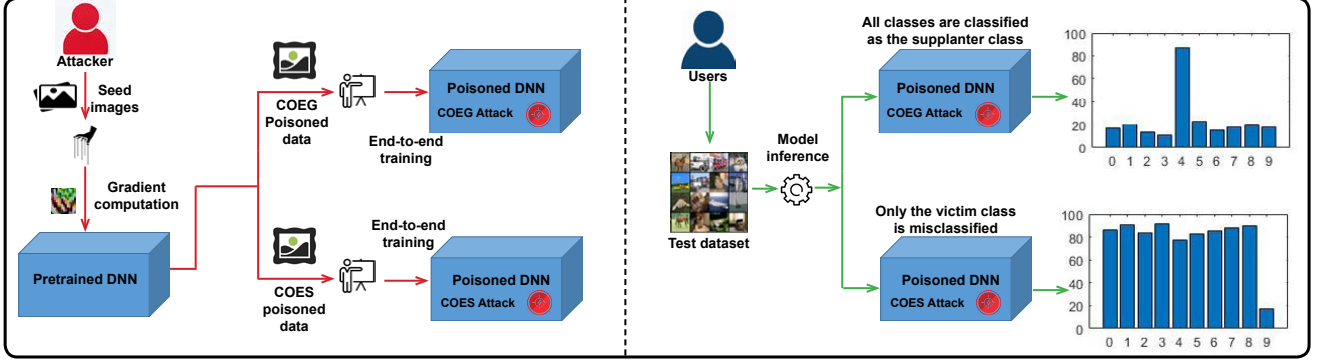 Attacker
Seed
images
Gradient
computation
Pretrained DNN
COEG
Poisoned
data
End-to-end
training
Poisoned DNN
COEG Attack
End-to-end
training
COES
poisoned
data
Poisoned DNN
COES Attack
Users
Test dataset
Model
inference
All classes are classified
as the supplanter class
Poisoned DNN
COEG Attack
100
80
60
40
20
0
0 1 2 3 4 5 6 7 8 9
Only the victim class
is misclassified
Poisoned DNN
COES Attack
100
80
60
40
20
0
0 1 2 3 4 5 6 7 8 9